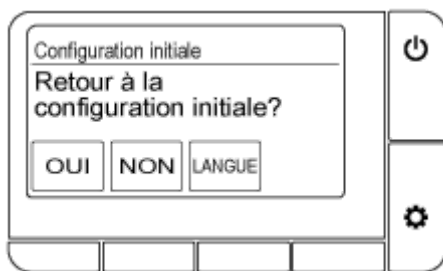 Configuration initiale
Retour à la
configuration initiale?
OUI NON LANGUE